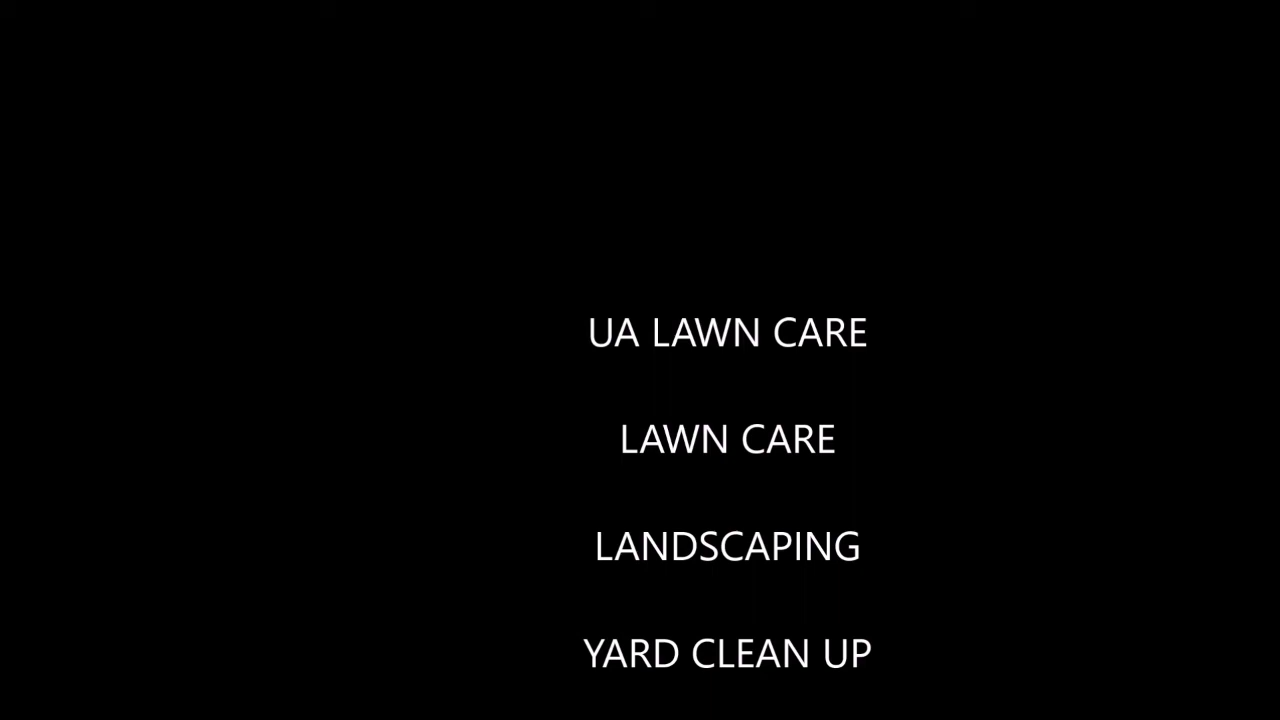 UA LAWN CARE
LAWN CARE
LANDSCAPING
YARD CLEAN UP